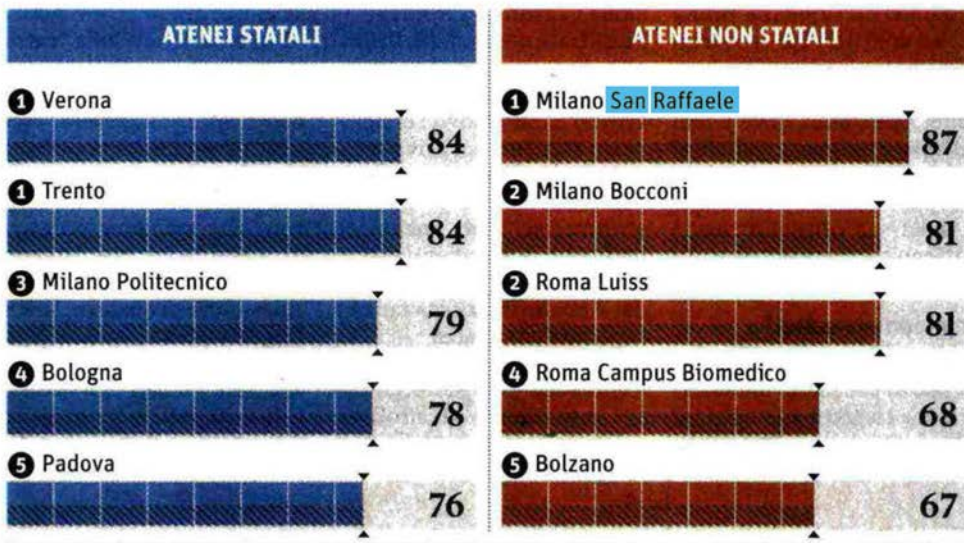 ATENEI STATALI
1 Verona
84
1 Trento
84
3 Milano Politecnico
79
4 Bologna
78
5 Padova
76
ATENEI NON STATALI
1 Milano San Raffaele
87
2 Milano Bocconi
81
2 Roma Luiss
81
4 Roma Campus Biomedico
68
5 Bolzano
67